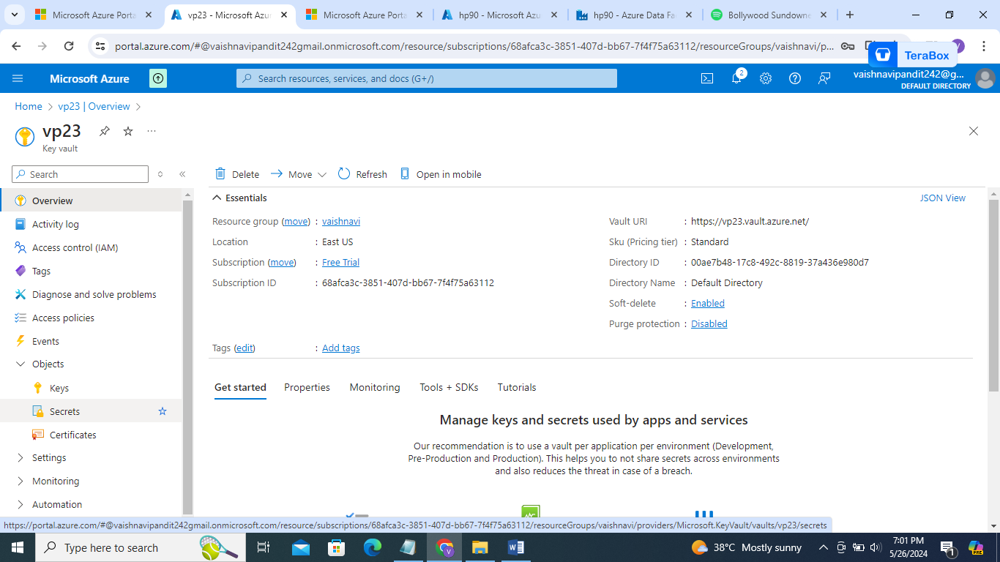 Microsoft Azure Porta
vp23 - Microsoft Azu
Microsoft Azure Porta
hp90 - Microsoft Az
hp90 - Azure Data Fa
Bollywood Sundowne
portal.azure.com/#@vaishnavipandit242gmail.onmicrosoft.com/resource/subscriptions/68afca3c-3851-407d-bb67-7f4f75a63112/resourceGroups/vaishnavi/p...
TeraBox
Microsoft Azure
Search resources, services, and docs (G+/)
2
vaishnavipandit242@g...
DEFAULT DIRECTORY
Home > vp23 | Overview >
vp23
Key vault
Search
Delete Move Refresh Open in mobile
Overview
Activity log
Access control (IAM)
Tags
Diagnose and solve problems
Access policies
Events
Objects
Keys
Secrets
Certificates
Settings
Monitoring
Automation
Essentials
JSON View
Resource group (move) : vaishnavi
Location : East US
Subscription (move) : Free Trial
Subscription ID : 68afca3c-3851-407d-bb67-7f4f75a63112
Vault URI : https://vp23.vault.azure.net/
Sku (Pricing tier) : Standard
Directory ID : 00ae7b48-17c8-492c-8819-37a436e980d7
Directory Name : Default Directory
Soft-delete : Enabled
Purge protection : Disabled
Tags (edit) : Add tags
Get started Properties Monitoring Tools + SDKs Tutorials
Manage keys and secrets used by apps and services
Our recommendation is to use a vault per application per environment (Development,
Pre-Production and Production). This helps you to not share secrets across environments
and also reduces the threat in case of a breach.
https://portal.azure.com/#@vaishnavipandit242gmail.onmicrosoft.com/resource/subscriptions/68afca3c-3851-407d-bb67-7f4f75a63112/resourceGroups/vaishnavi/providers/Microsoft.KeyVault/vaults/vp23/secrets
Type here to search
38°C Mostly sunny
7:01 PM
5/26/2024
1
PRE